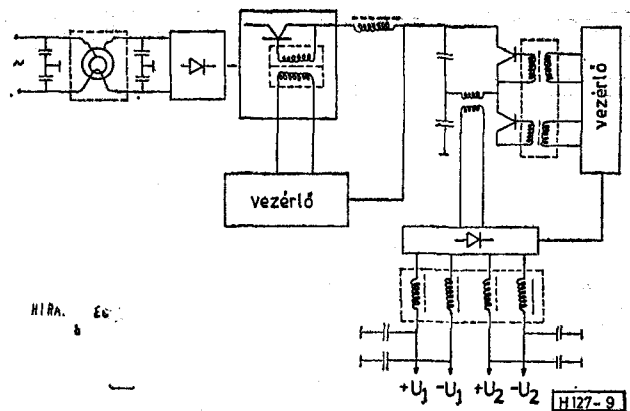 ~
vezérlő
vezérlő
+U₁ -U₁ +U₂ -U₂
H127-9